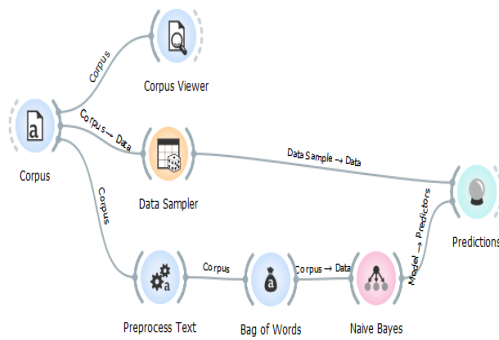 Corpus
Corpus Viewer
Corpus → Data
Corpus
Corpus
Data Sampler
Data Sample → Data
Model → Predictors
Predictions
Corpus
Corpus → Data
Preprocess Text
Bag of Words
Naive Bayes
a
a
a